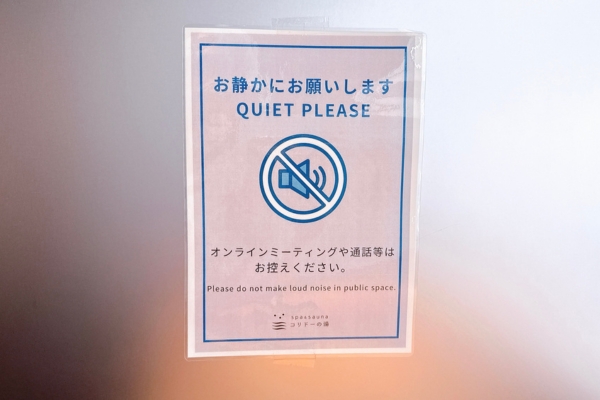 お静かにお願いします
QUIET PLEASE
オンラインミーティングや通話等は
お控えください。
Please do not make loud noise in public space.
spa&sauna
コリドーの湯